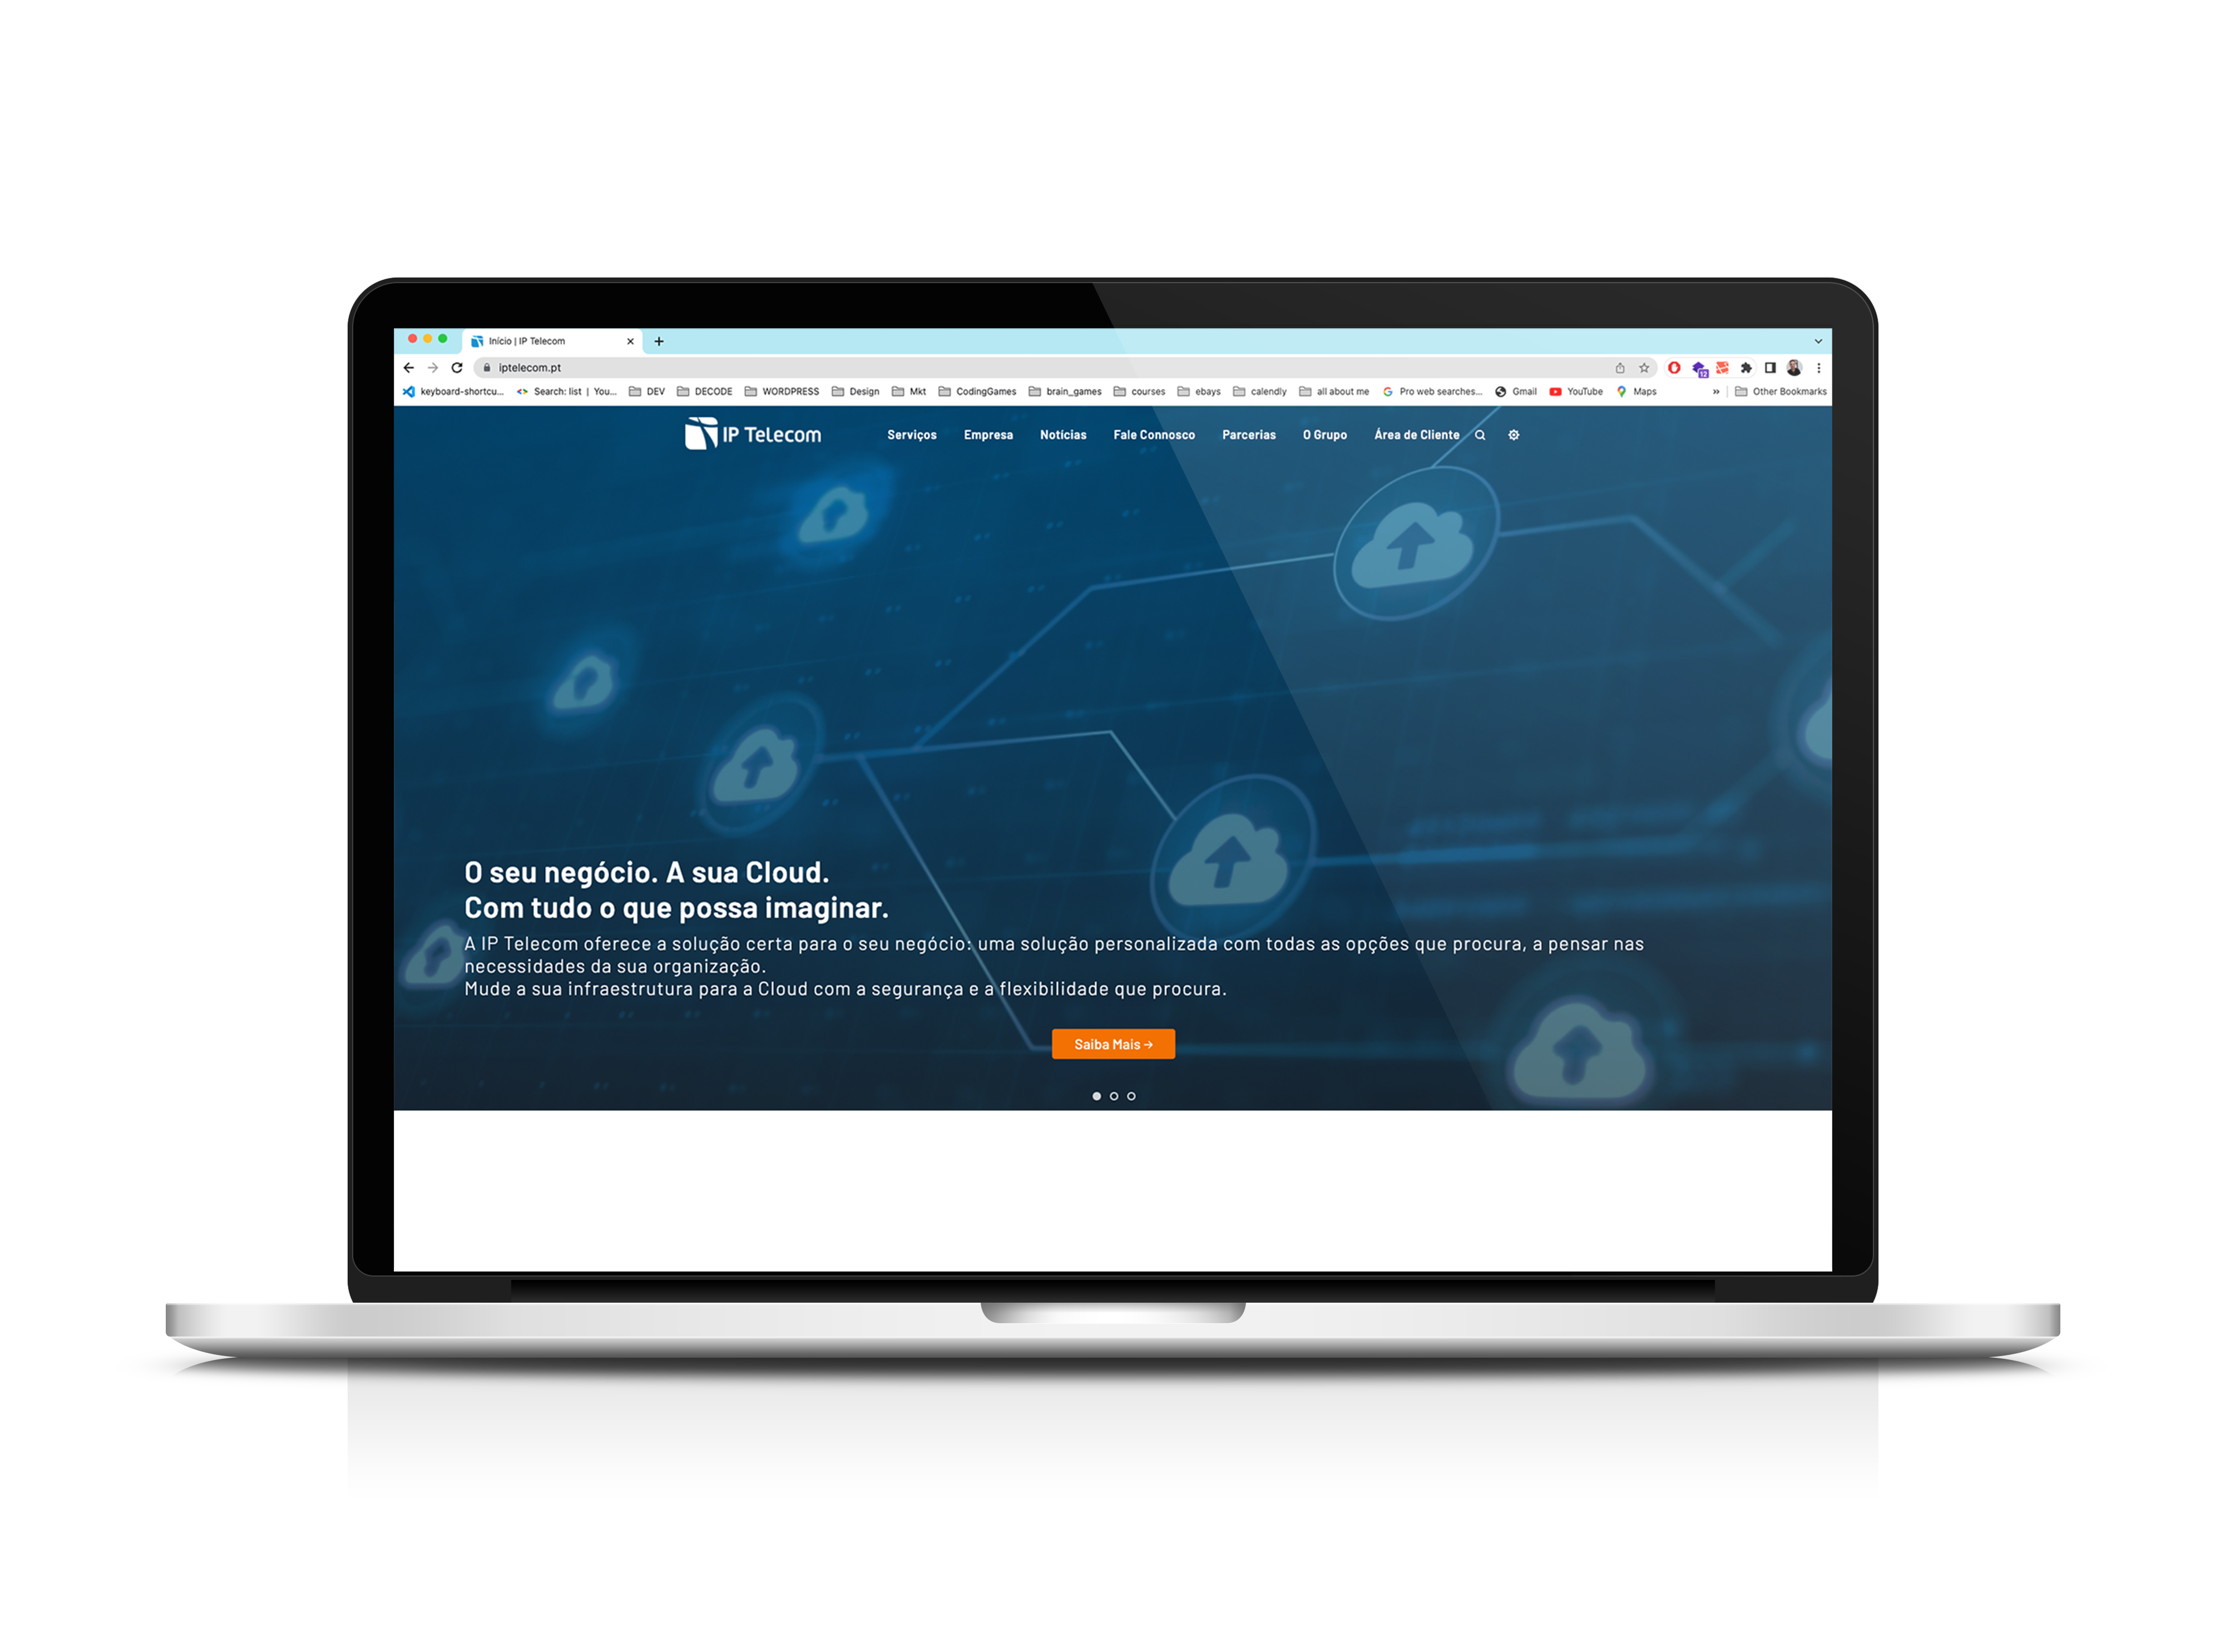 Início | IP Telecom
iptelecom.pt
keyboard-shortcu... Search: list | You... DEV DECODE WORDPRESS Design Mkt CodingGames brain_games courses ebays calendly all about me Pro web searches... Gmail YouTube Maps » Other Bookmarks
12
IP Telecom Serviços Empresa Notícias Fale Connosco Parcerias O Grupo Área de Cliente
O seu negócio. A sua Cloud.
Com tudo o que possa imaginar.
A IP Telecom oferece a solução certa para o seu negócio: uma solução personalizada com todas as opções que procura, a pensar nas
necessidades da sua organização.
Mude a sua infraestrutura para a Cloud com a segurança e a flexibilidade que procura.
Saiba Mais →